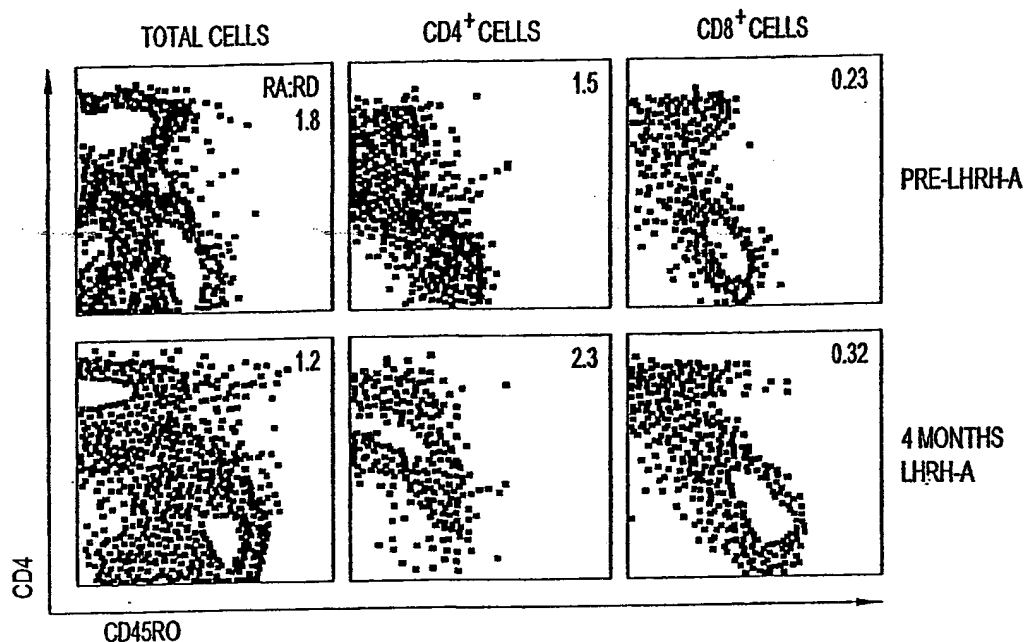 TOTAL CELLS
CD4+ CELLS
CD8+ CELLS
RA:RD
1.8
1.5
0.23
PRE-LHRH-A
1.2
2.3
0.32
4 MONTHS
LHRH-A
CD4
CD45RO